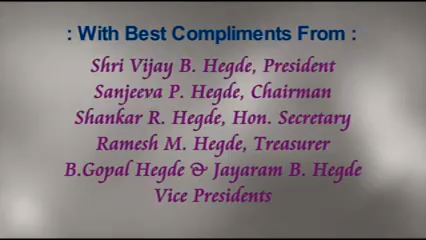 : With Best Compliments From :
Shri Vijay B. Hegde, President
Sanjeeva P. Hegde, Chairman
Shankar R. Hegde, Hon. Secretary
Ramesh M. Hegde, Treasurer
B.Gopal Hegde & Jayaram B. Hegde
Vice Presidents